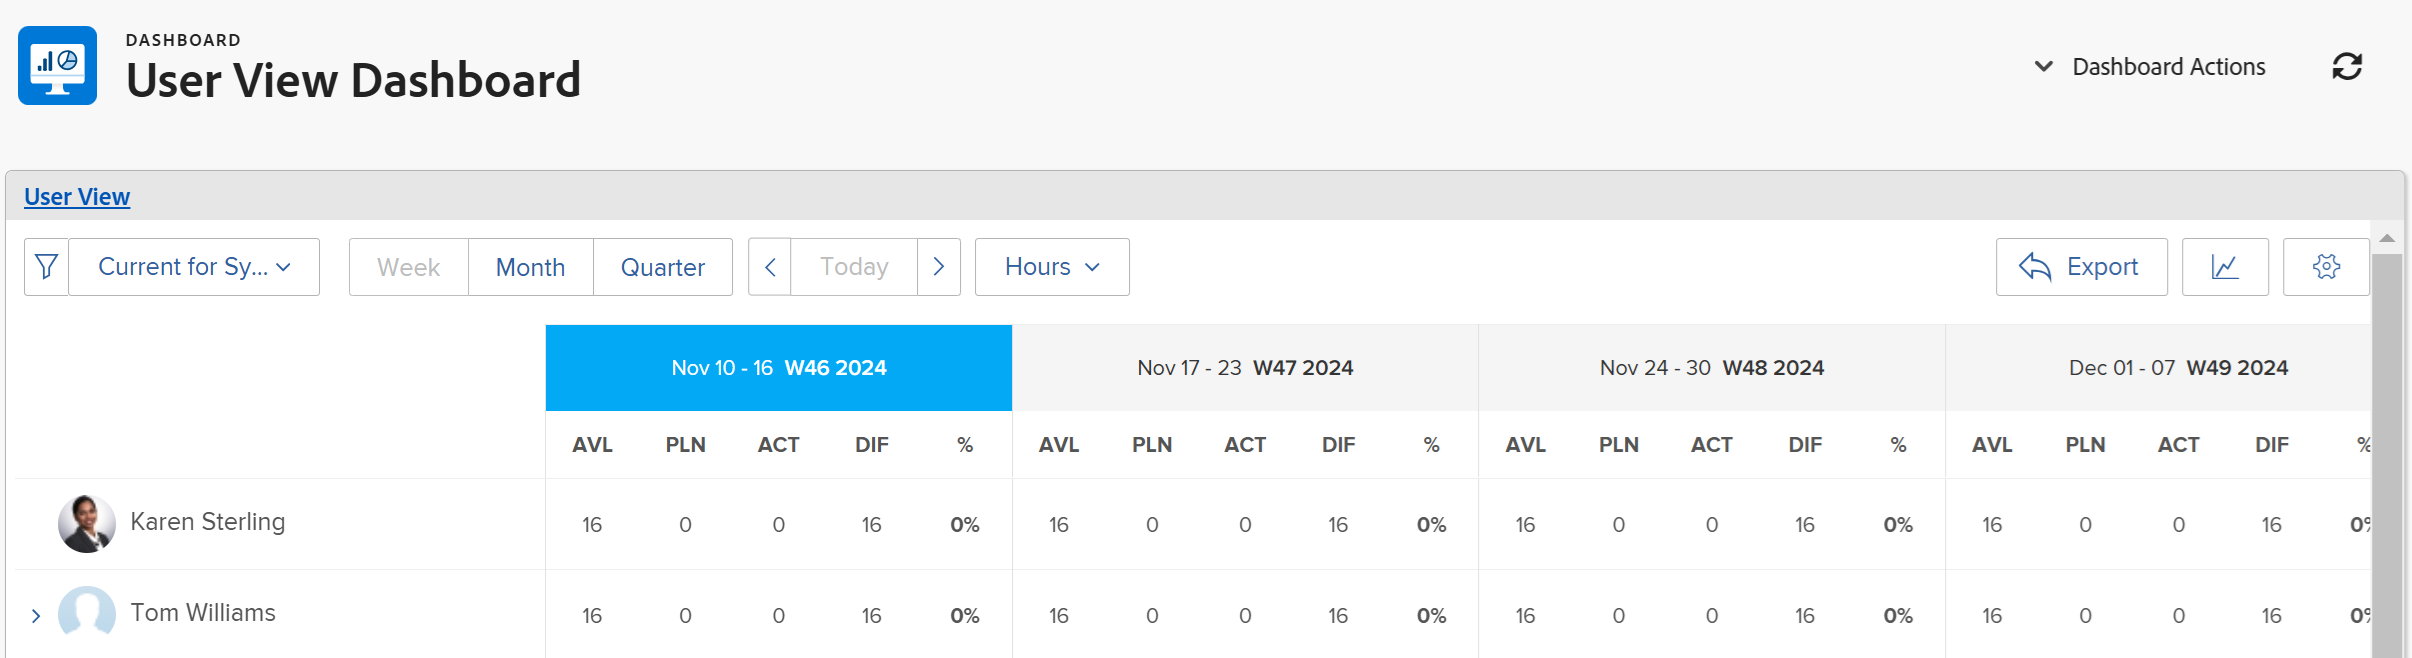 DASHBOARD
User View Dashboard
Dashboard Actions
User View
Current for Sy... Week Month Quarter Today Hours Export
Nov 10 - 16 W46 2024 Nov 17 - 23 W47 2024 Nov 24 - 30 W48 2024 Dec 01 - 07 W49 2024
AVL PLN ACT DIF % AVL PLN ACT DIF % AVL PLN ACT DIF % AVL PLN ACT DIF %
Karen Sterling 16 0 0 16 0% 16 0 0 16 0% 16 0 0 16 0% 16 0 0 16 0%
Tom Williams 16 0 0 16 0% 16 0 0 16 0% 16 0 0 16 0% 16 0 0 16 0%